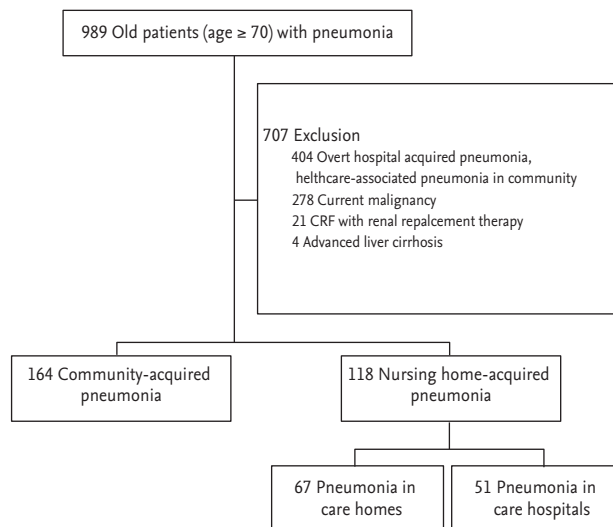 989 Old patients (age ≥ 70) with pneumonia
707 Exclusion
404 Overt hospital acquired pneumonia,
helthcare-associated pneumonia in community
278 Current malignancy
21 CRF with renal repalcement therapy
4 Advanced liver cirrhosis
164 Community-acquired
pneumonia
118 Nursing home-acquired
pneumonia
67 Pneumonia in
care homes
51 Pneumonia in
care hospitals